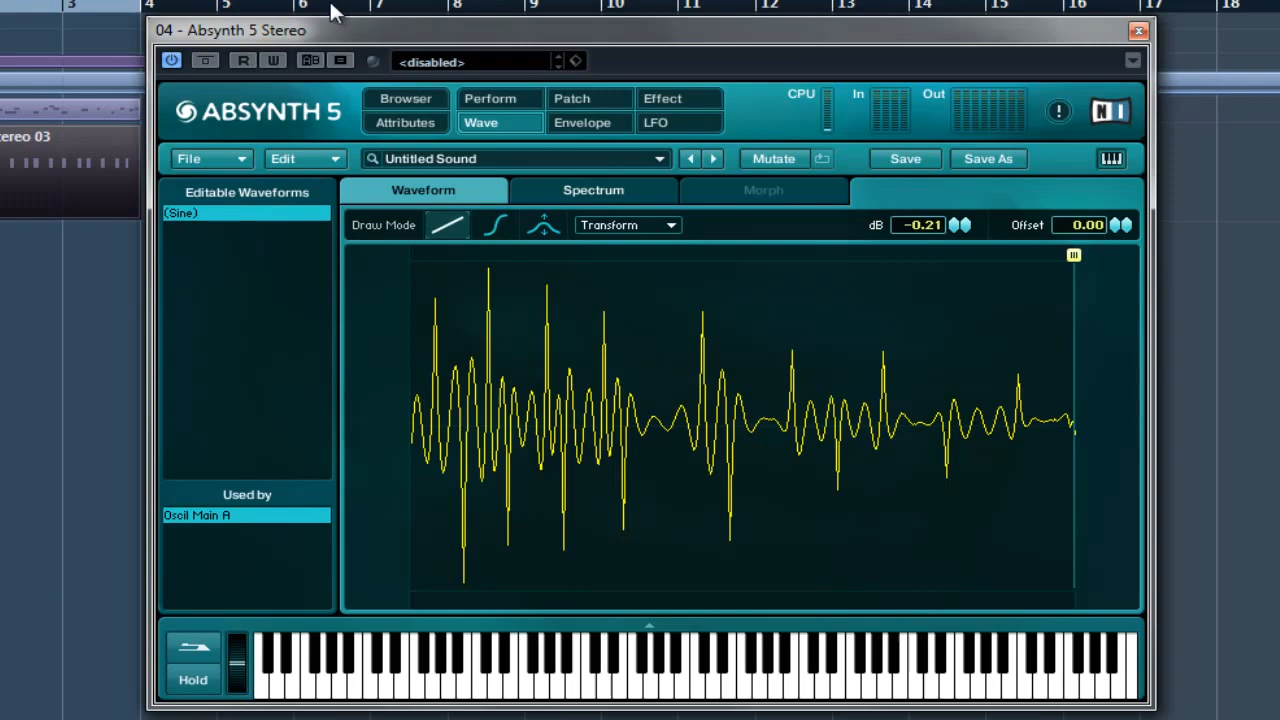 3 4 5 6 7 8 9 10 11 12 13 14 15 16 17 18
04 - Absynth 5 Stereo
R W AB <disabled>
ABSYNTH 5 Browser Perform Patch Effect CPU In Out ! NI
Attributes Wave Envelope LFO
tereo 03
File Edit Untitled Sound Mutate Save Save As
Editable Waveforms Waveform Spectrum Morph
(Sine)
Draw Mode Transform dB -0.21 Offset 0.00
Used by
Oscil Main A
Hold